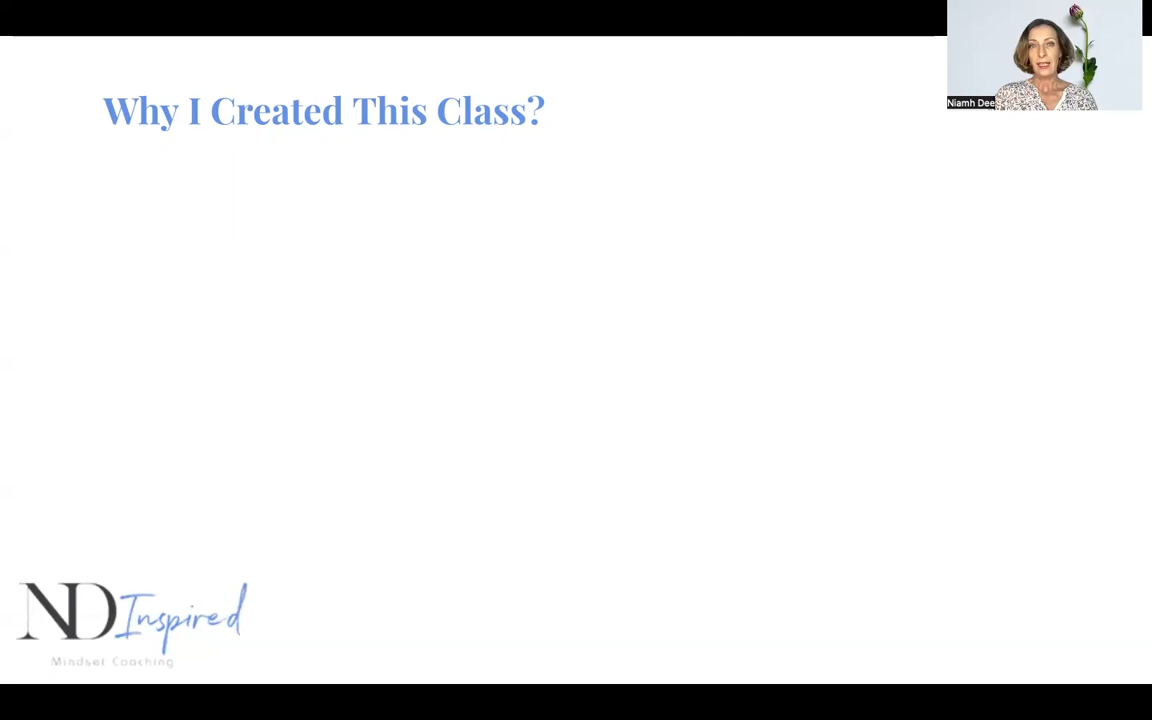 Why I Created This Class?
Niamh Dee
ND Inspired
Mindset Coaching